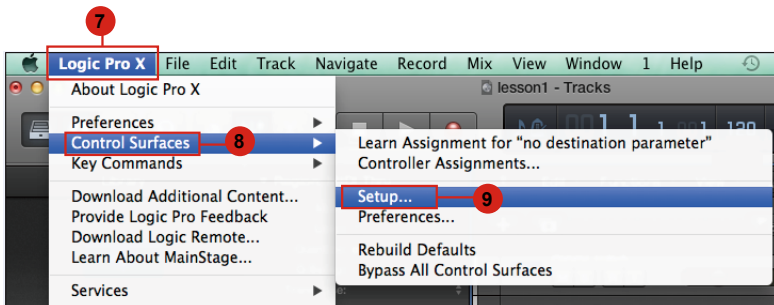 7
Logic Pro X File Edit Track Navigate Record Mix View Window 1 Help
About Logic Pro X
lesson1 - Tracks
Preferences
Control Surfaces
8
Key Commands
Download Additional Content...
Provide Logic Pro Feedback
Download Logic Remote...
Learn About MainStage...
Services
Learn Assignment for "no destination parameter"
Controller Assignments...
Setup...
9
Preferences...
Rebuild Defaults
Bypass All Control Surfaces